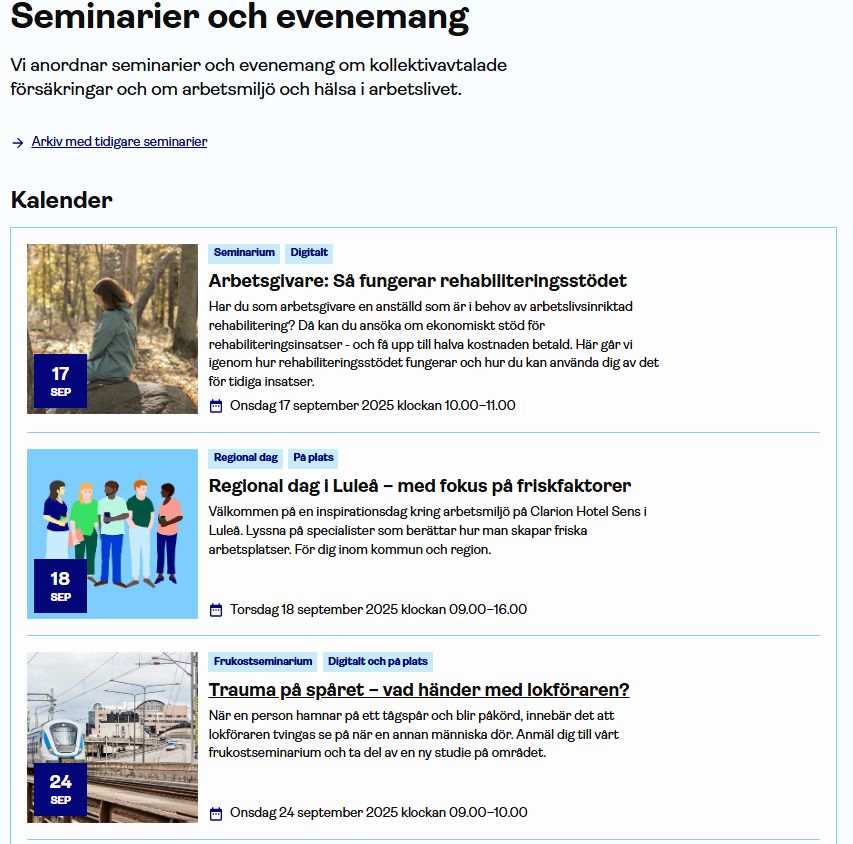 Seminarier och evenemang
Vi anordnar seminarier och evenemang om kollektivavtalade
försäkringar och om arbetsmiljö och hälsa i arbetslivet.
→ Arkiv med tidigare seminarier
Kalender
17
SEP
Seminarium Digitalt
Arbetsgivare: Så fungerar rehabiliteringsstödet
Har du som arbetsgivare en anställd som är i behov av arbetslivsinriktad
rehabilitering? Då kan du ansöka om ekonomiskt stöd för
rehabiliteringsinsatser - och få upp till halva kostnaden betald. Här går vi
igenom hur rehabiliteringsstödet fungerar och hur du kan använda dig av det
för tidiga insatser.
Onsdag 17 september 2025 klockan 10.00–11.00
18
SEP
Regional dag På plats
Regional dag i Luleå – med fokus på friskfaktorer
Välkommen på en inspirationsdag kring arbetsmiljö på Clarion Hotel Sens i
Luleå. Lyssna på specialister som berättar hur man skapar friska
arbetsplatser. För dig inom kommun och region.
Torsdag 18 september 2025 klockan 09.00–16.00
24
SEP
Frukostseminarium Digitalt och på plats
Trauma på spåret – vad händer med lokföraren?
När en person hamnar på ett tågspår och blir påkörd, innebär det att
lokföraren tvingas se på när en annan människa dör. Anmäl dig till vårt
frukostseminarium och ta del av en ny studie på området.
Onsdag 24 september 2025 klockan 09.00–10.00